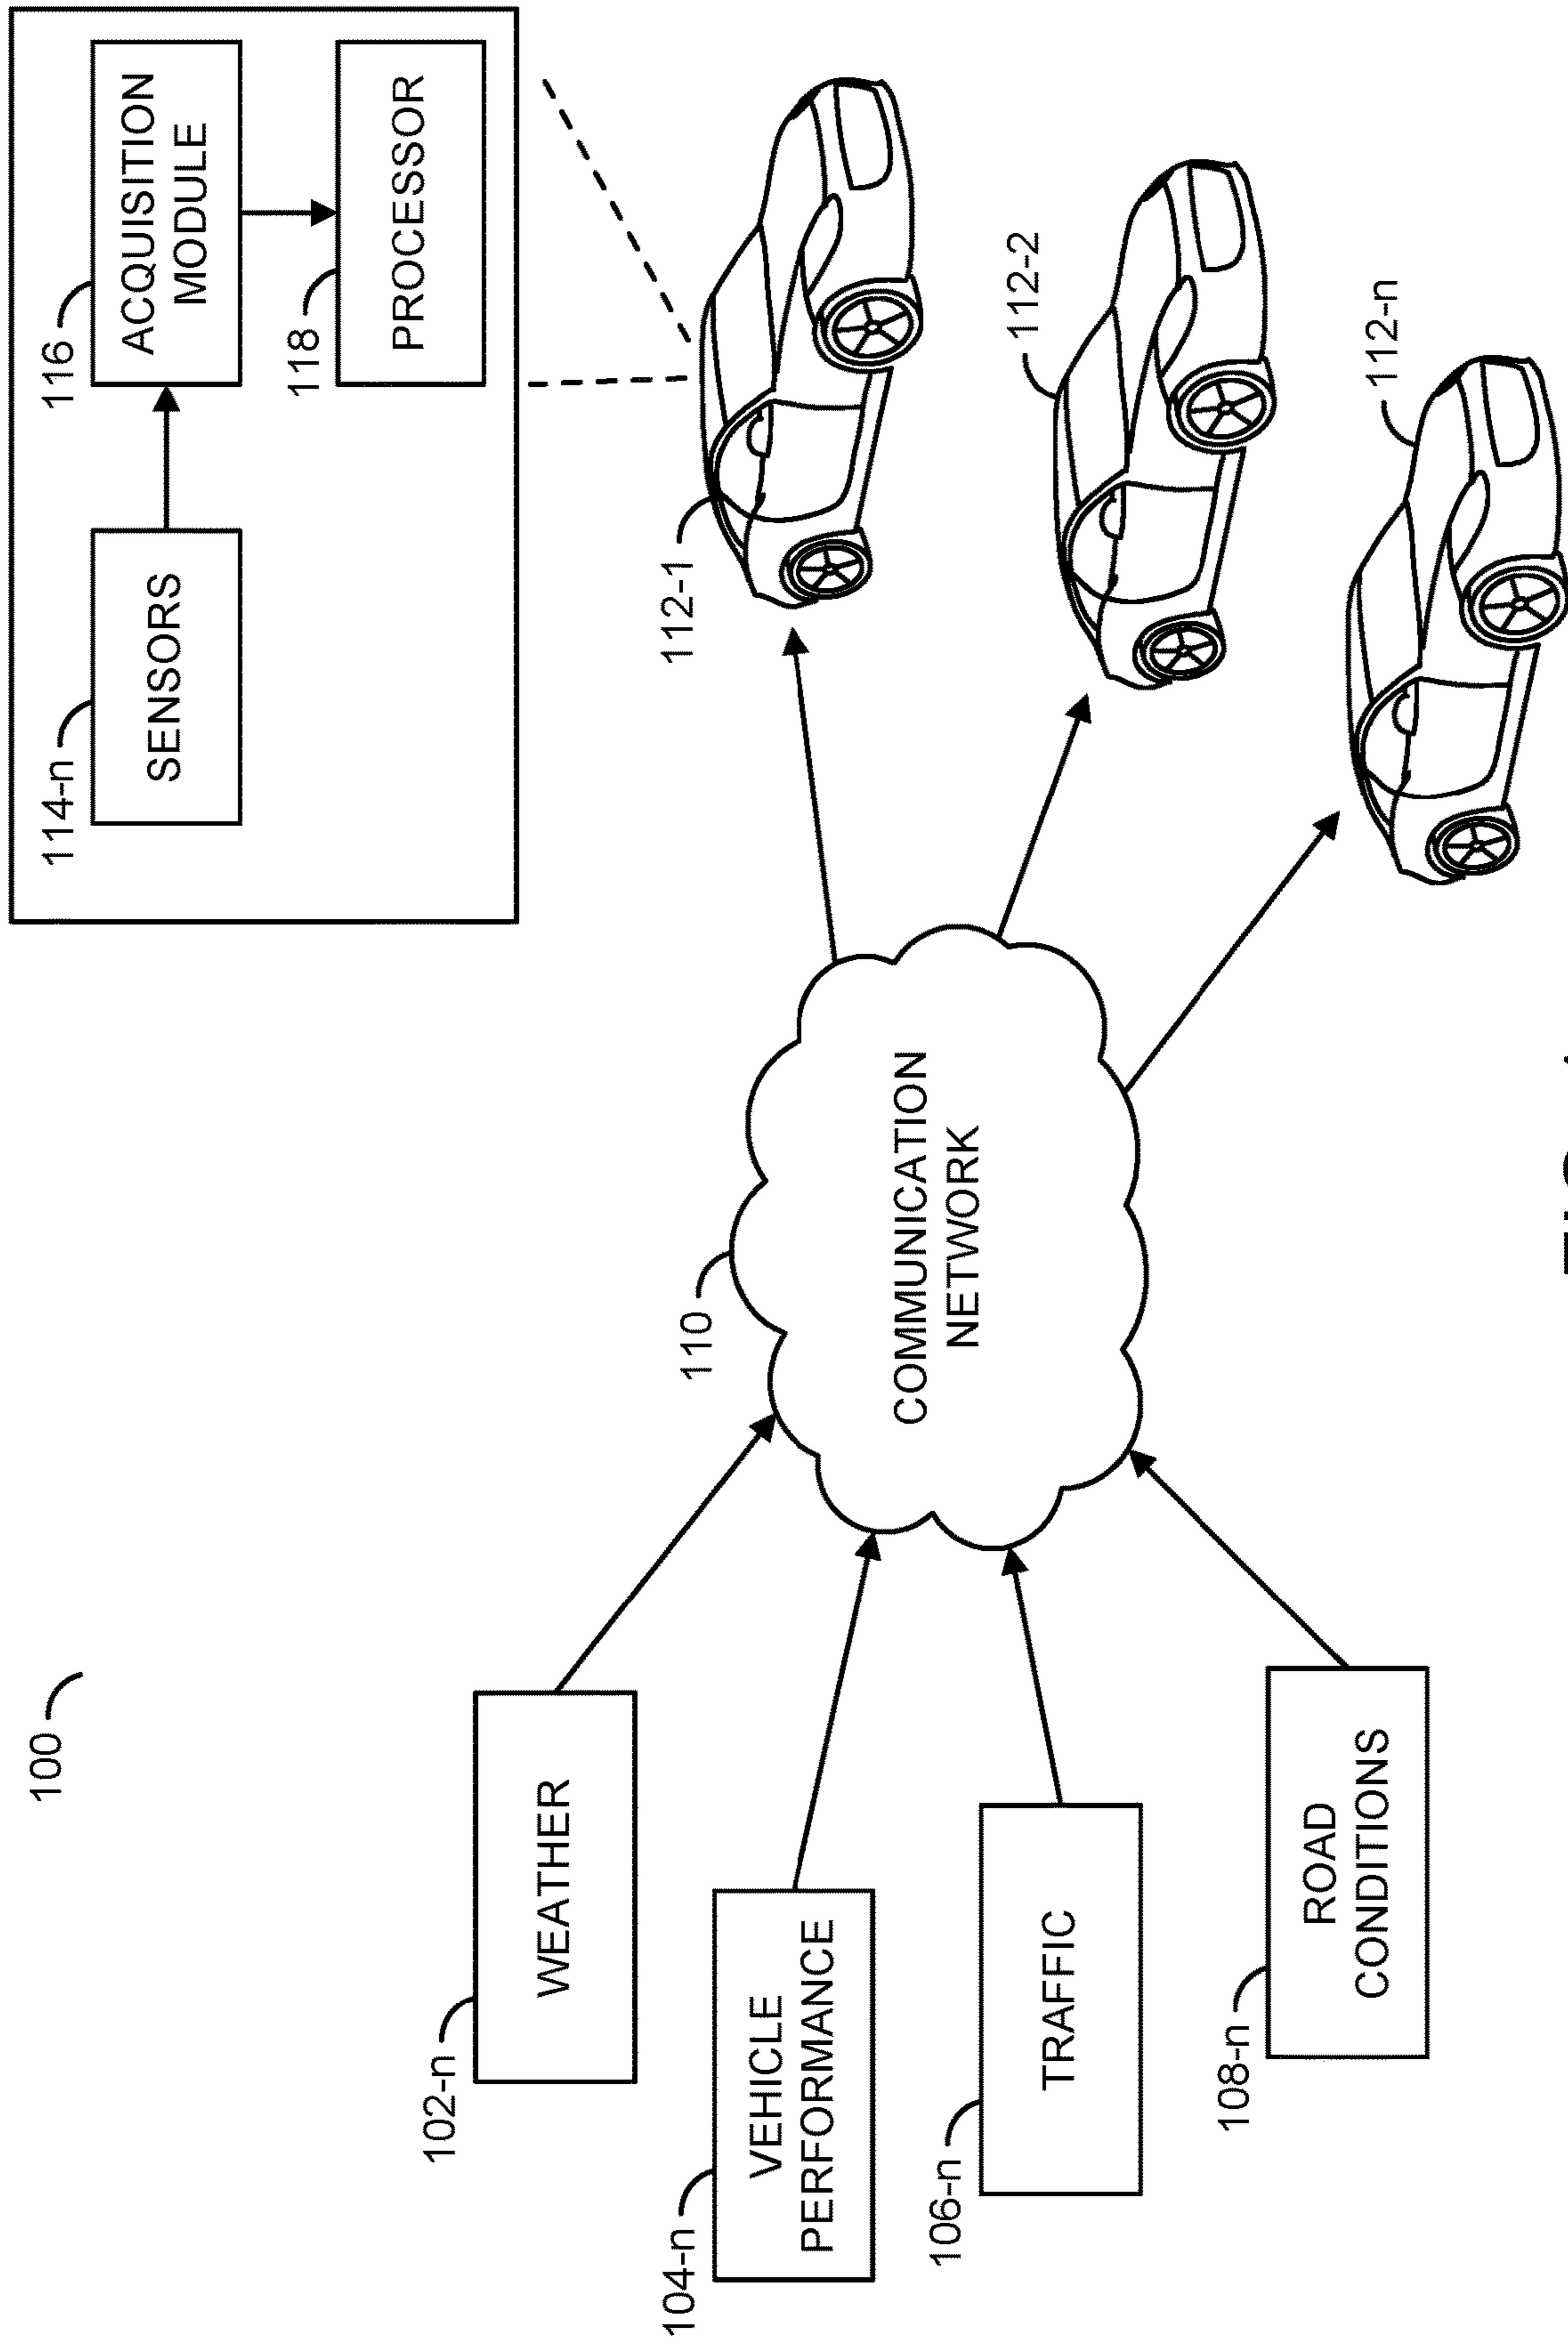 100
114-n
SENSORS
116
ACQUISITION
MODULE
118
PROCESSOR
102-n
WEATHER
104-n
VEHICLE
PERFORMANCE
106-n
TRAFFIC
108-n
ROAD
CONDITIONS
110
COMMUNICATION
NETWORK
112-1
112-2
112-n